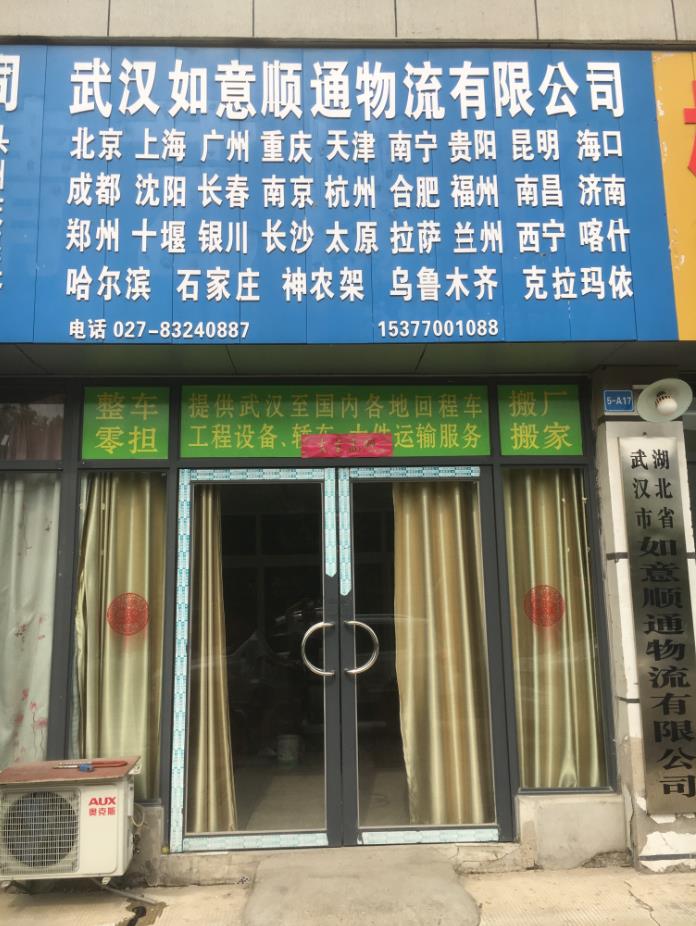 司
武汉如意顺通物流有限公司
北京 上海 广州 重庆 天津 南宁 贵阳 昆明 海口
成都 沈阳 长春 南京 杭州 合肥 福州 南昌 济南
郑州 十堰 银川 长沙 太原 拉萨 兰州 西宁 喀什
哈尔滨 石家庄 神农架 乌鲁木齐 克拉玛依
电话 027-83240887 15377001088
整车
零担
提供武汉至国内各地回程车
工程设备、轿车、大件运输服务
搬厂
搬家
5-A17
湖北省
武汉市
如意顺通物流有限公司
AUX
奥克斯